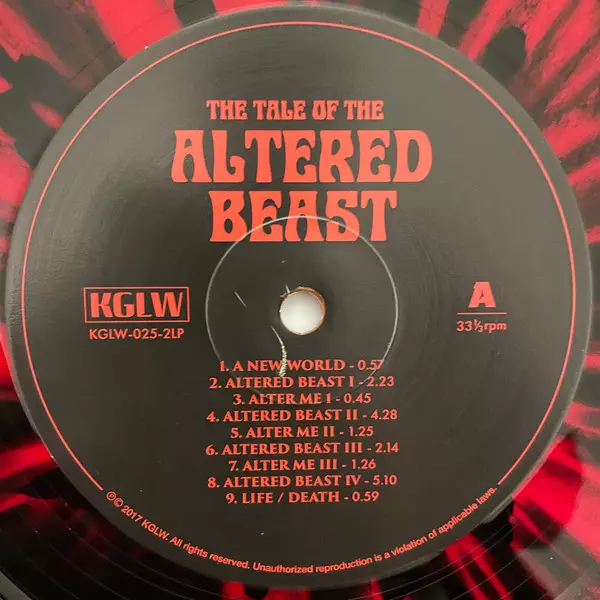 THE TALE OF THE
ALTERED
BEAST
KGLW
KGLW-025-2LP
A
33⅓rpm
1. A NEW WORLD - 0.57
2. ALTERED BEAST I - 2.23
3. ALTER ME I - 0.45
4. ALTERED BEAST II - 4.28
5. ALTER ME II - 1.25
6. ALTERED BEAST III - 2.14
7. ALTER ME III - 1.26
8. ALTERED BEAST IV - 5.10
9. LIFE / DEATH - 0.59
℗© 2017 KGLW. All rights reserved. Unauthorized reproduction is a violation of applicable laws.